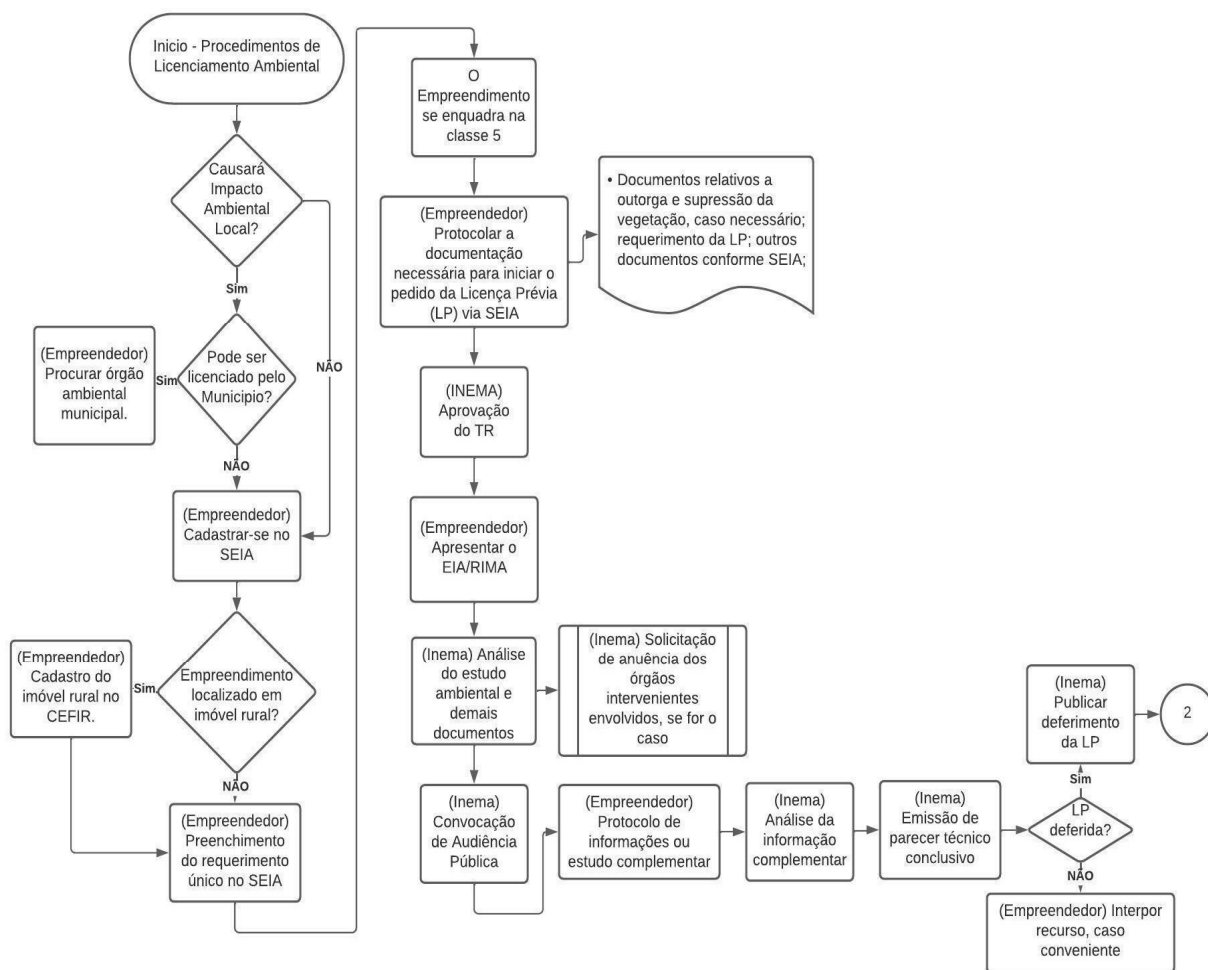 Inicio - Procedimentos de
Licenciamento Ambiental
Causará
Impacto
Ambiental
Local?
Sim
NÃO
Pode ser
licenciado pelo
Municipio?
Sim
(Empreendedor)
Procurar órgão
ambiental
municipal.
NÃO
(Empreendedor)
Cadastrar-se no
SEIA
Empreendimento
localizado em
imóvel rural?
Sim.
(Empreendedor)
Cadastro do
imóvel rural no
CEFIR.
NÃO
(Empreendedor)
Preenchimento
do requerimento
único no SEIA
O
Empreendimento
se enquadra na
classe 5
(Empreendedor)
Protocolar a
documentação
necessária para iniciar o
pedido da Licença Prévia
(LP) via SEIA
• Documentos relativos a
outorga e supressão da
vegetação, caso necessário;
requerimento da LP; outros
documentos conforme SEIA;
(INEMA)
Aprovação
do TR
(Empreendedor)
Apresentar o
EIA/RIMA
(Inema) Análise
do estudo
ambiental e
demais
documentos
(Inema) Solicitação
de anuência dos
órgãos
intervenientes
envolvidos, se for o
caso
(Inema)
Convocação
de Audiência
Pública
(Empreendedor)
Protocolo de
informações ou
estudo complementar
(Inema)
Análise da
informação
complementar
(Inema)
Emissão de
parecer técnico
conclusivo
LP
deferida?
Sim
(Inema)
Publicar
deferimento
da LP
2
NÃO
(Empreendedor) Interpor
recurso, caso
conveniente